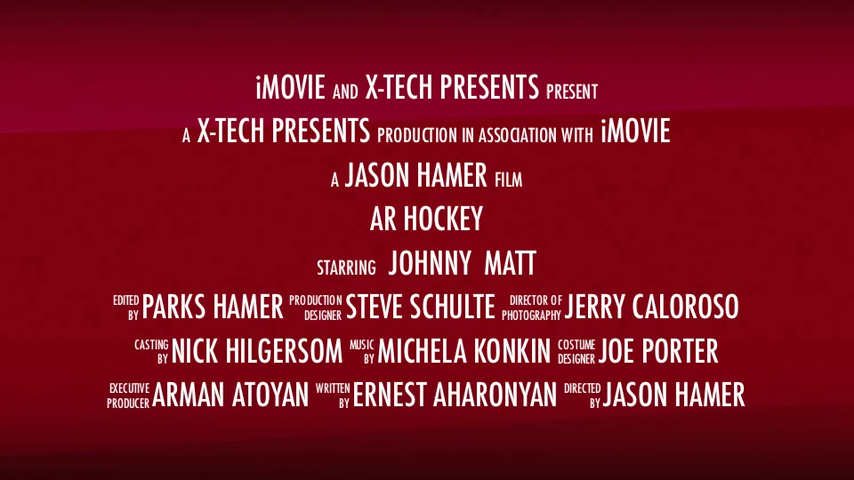 iMOVIE AND X-TECH PRESENTS PRESENT
A X-TECH PRESENTS PRODUCTION IN ASSOCIATION WITH iMOVIE
A JASON HAMER FILM
AR HOCKEY
STARRING JOHNNY MATT
EDITED BY PARKS HAMER PRODUCTION DESIGNER STEVE SCHULTE DIRECTOR OF PHOTOGRAPHY JERRY CALOROSO
CASTING BY NICK HILGERSOM MUSIC BY MICHELA KONKIN COSTUME DESIGNER JOE PORTER
EXECUTIVE PRODUCER ARMAN ATOYAN WRITTEN BY ERNEST AHARONYAN DIRECTED BY JASON HAMER